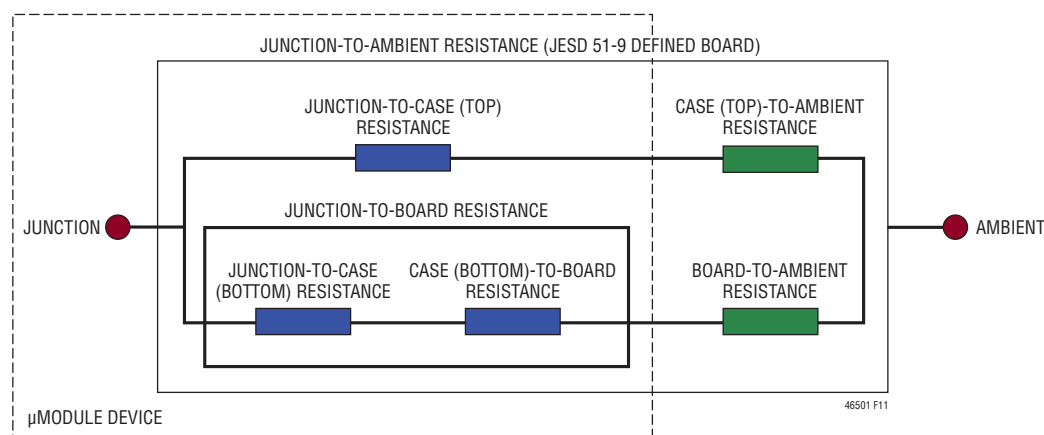 JUNCTION-TO-AMBIENT RESISTANCE (JESD 51-9 DEFINED BOARD)
JUNCTION-TO-CASE (TOP)
RESISTANCE
CASE (TOP)-TO-AMBIENT
RESISTANCE
JUNCTION-TO-BOARD RESISTANCE
JUNCTION
AMBIENT
JUNCTION-TO-CASE
(BOTTOM) RESISTANCE
CASE (BOTTOM)-TO-BOARD
RESISTANCE
BOARD-TO-AMBIENT
RESISTANCE
46501 F11
µMODULE DEVICE